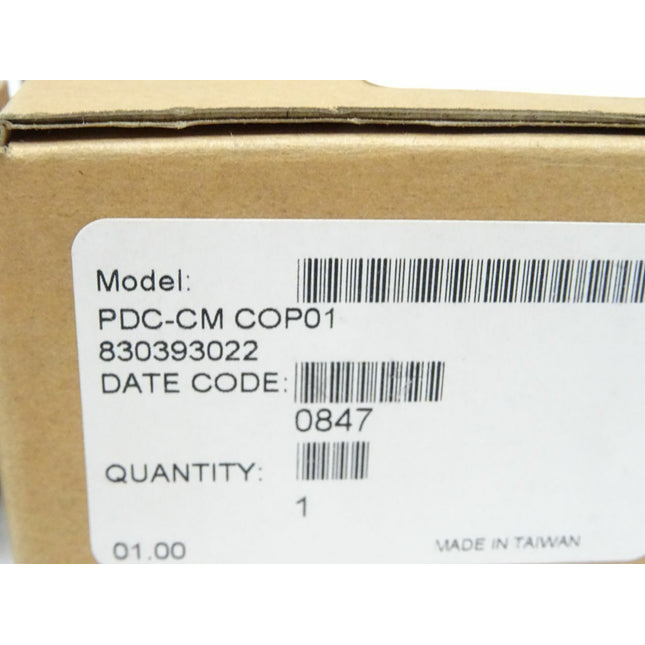 Model:
PDC-CM COP01
830393022
DATE CODE:
0847
QUANTITY:
1
01.00 MADE IN TAIWAN